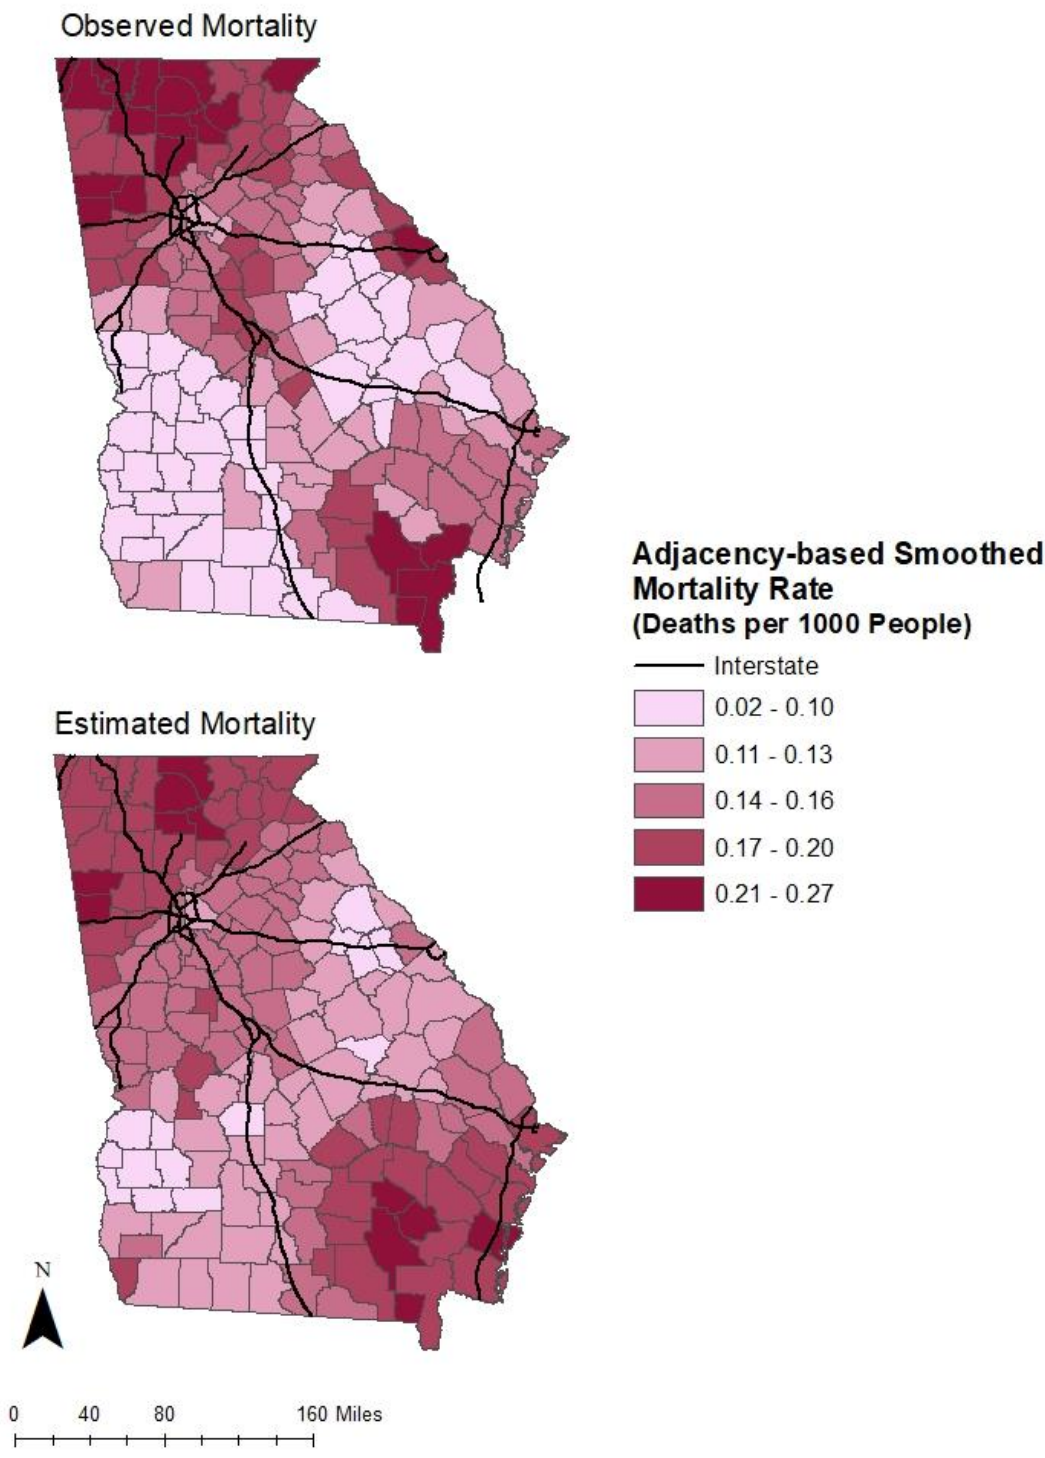 Observed Mortality
Adjacency-based Smoothed
Mortality Rate
(Deaths per 1000 People)
Interstate
0.02 - 0.10
0.11 - 0.13
0.14 - 0.16
0.17 - 0.20
0.21 - 0.27
Estimated Mortality
N
0 40 80 160 Miles